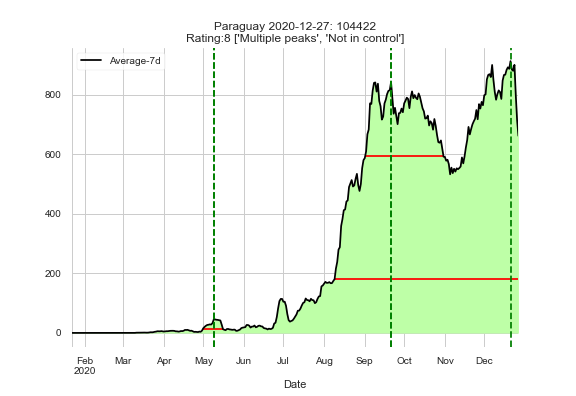 Paraguay 2020-12-27: 104422
Rating:8 ['Multiple peaks', 'Not in control']
Average-7d
800
600
400
200
0
Feb Mar Apr May Jun Jul Aug Sep Oct Nov Dec
2020
Date